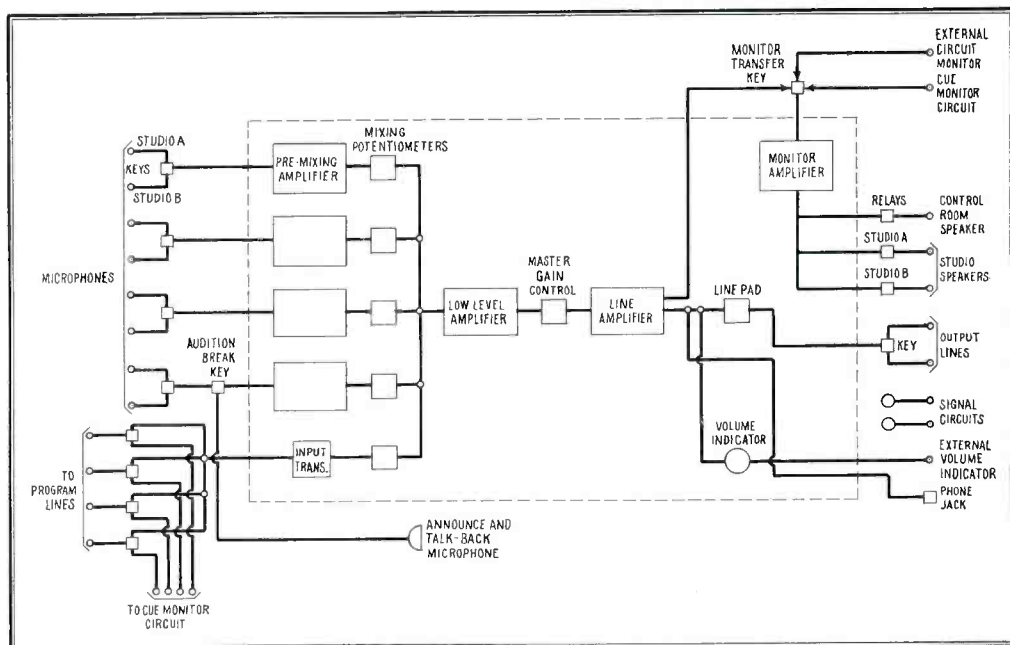 STUDIO A
KEYS
STUDIO B
MICROPHONES
AUDITION
BREAK
KEY
TO
PROGRAM
LINES
TO CUE MONITOR
CIRCUIT
PRE-MIXING
AMPLIFIER
MIXING
POTENTIOMETERS
INPUT
TRANS.
ANNOUNCE AND
TALK-BACK
MICROPHONE
LOW LEVEL
AMPLIFIER
MASTER
GAIN
CONTROL
LINE
AMPLIFIER
LINE PAD
VOLUME
INDICATOR
MONITOR
TRANSFER
KEY
MONITOR
AMPLIFIER
EXTERNAL
CIRCUIT
MONITOR
CUE
MONITOR
CIRCUIT
RELAYS
CONTROL
ROOM
SPEAKER
STUDIO A
STUDIO B
STUDIO
SPEAKERS
KEY
OUTPUT
LINES
SIGNAL
CIRCUITS
EXTERNAL
VOLUME
INDICATOR
PHONE
JACK